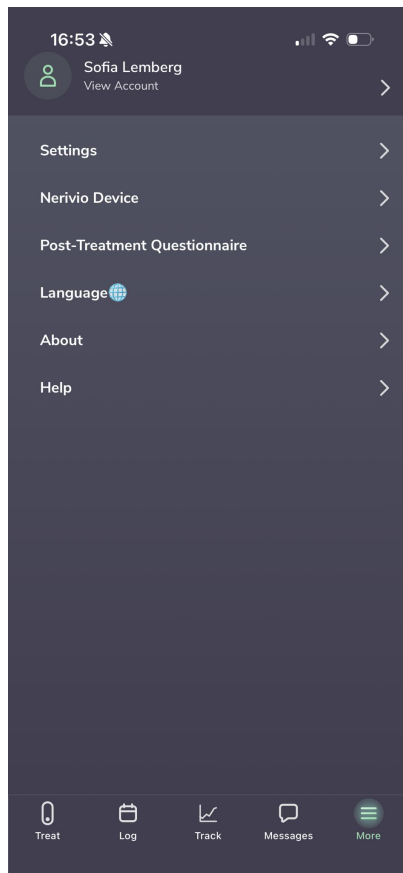 16:53
Sofia Lemberg
View Account
Settings
Nerivio Device
Post-Treatment Questionnaire
Language
About
Help
Treat
Log
Track
Messages
More